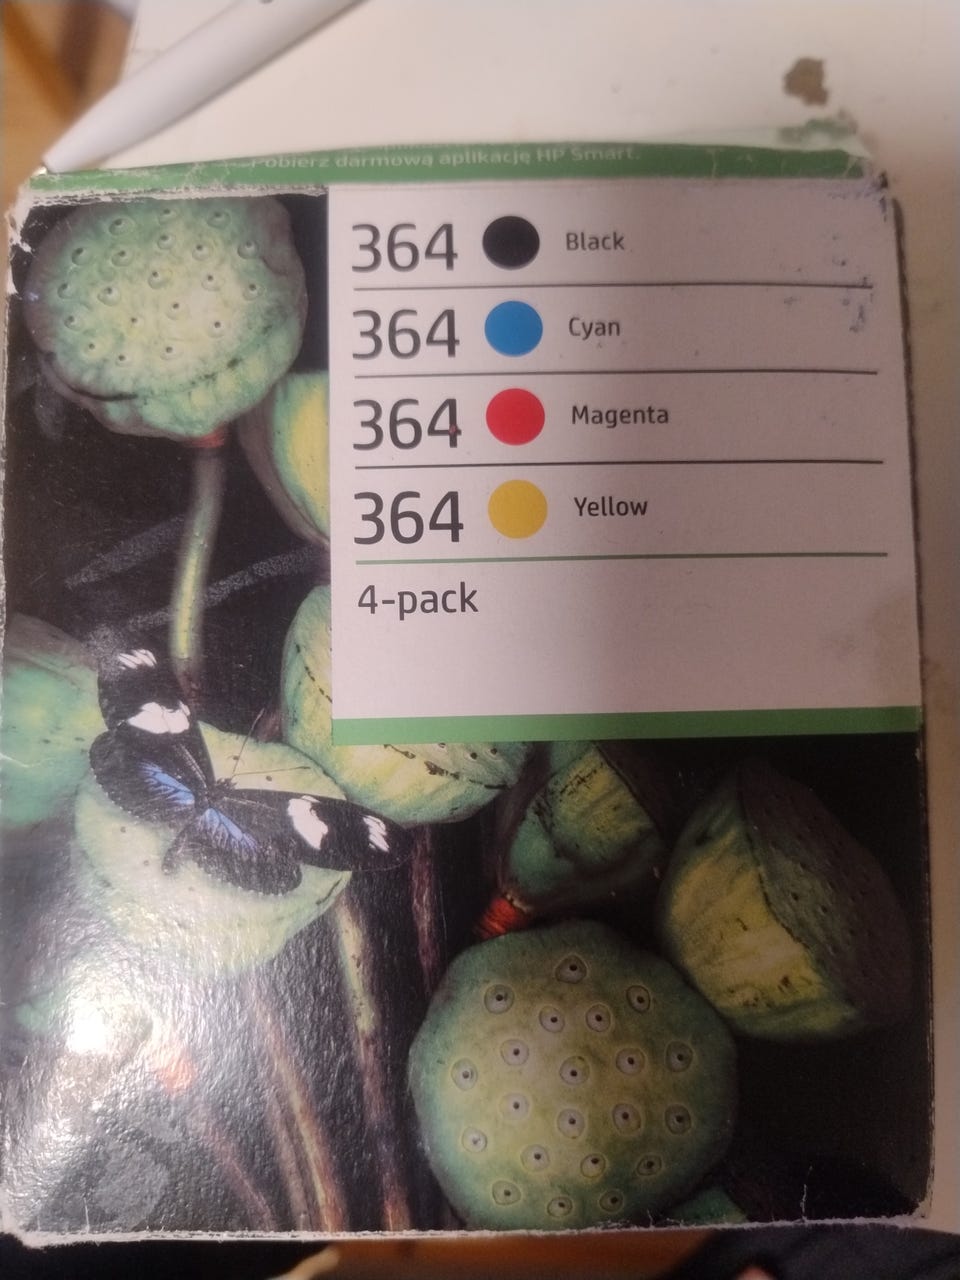 Pobierz darmową aplikację HP Smart.
364 Black
364 Cyan
364 Magenta
364 Yellow
4-pack